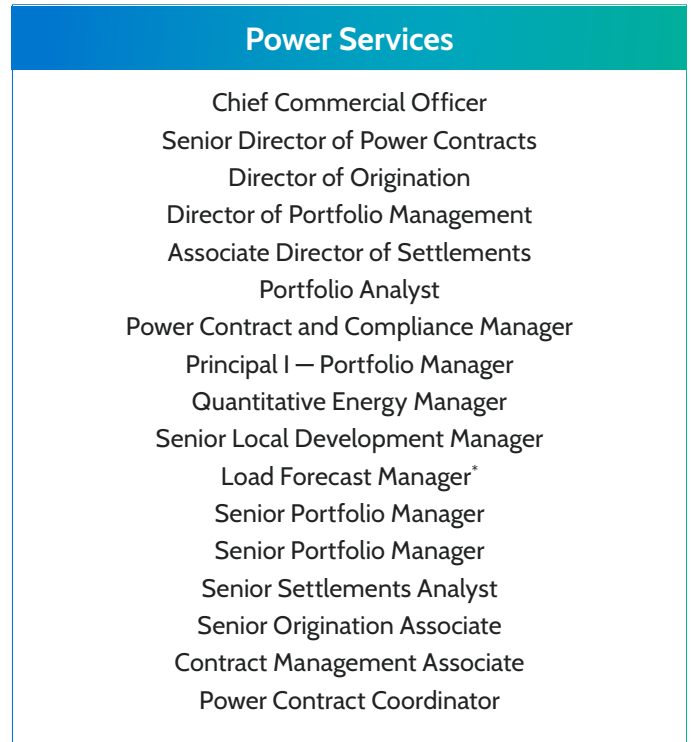 Power Services
Chief Commercial Officer
Senior Director of Power Contracts
Director of Origination
Director of Portfolio Management
Associate Director of Settlements
Portfolio Analyst
Power Contract and Compliance Manager
Principal I — Portfolio Manager
Quantitative Energy Manager
Senior Local Development Manager
Load Forecast Manager*
Senior Portfolio Manager
Senior Portfolio Manager
Senior Settlements Analyst
Senior Origination Associate
Contract Management Associate
Power Contract Coordinator